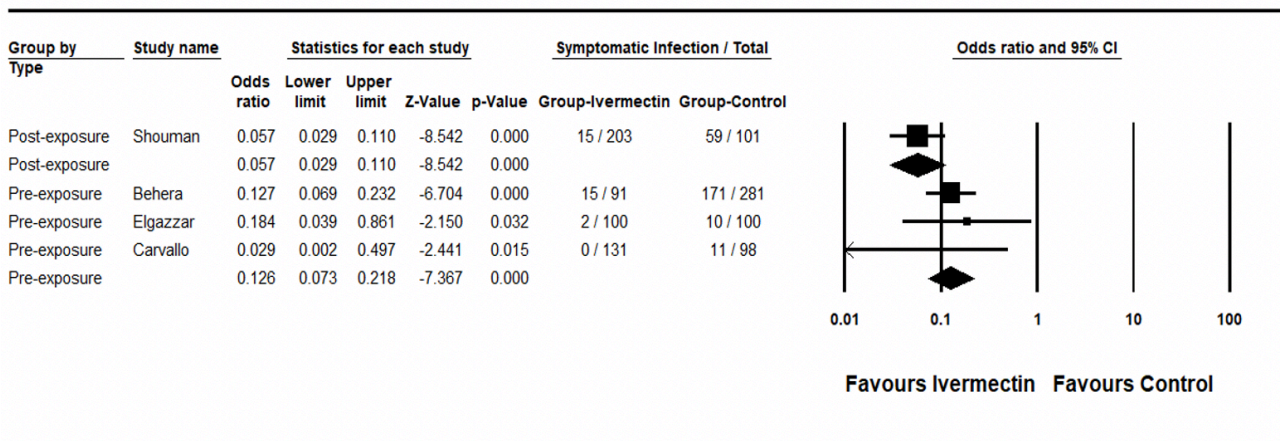 Group by Study name Statistics for each study Symptomatic Infection / Total Odds ratio and 95% CI
Type
Odds Lower Upper
ratio limit limit Z-Value p-Value Group-Ivermectin Group-Control
Post-exposure Shouman 0.057 0.029 0.110 -8.542 0.000 15 / 203 59 / 101
Post-exposure 0.057 0.029 0.110 -8.542 0.000
Pre-exposure Behera 0.127 0.069 0.232 -6.704 0.000 15 / 91 171 / 281
Pre-exposure Elgazzar 0.184 0.039 0.861 -2.150 0.032 2 / 100 10 / 100
Pre-exposure Carvallo 0.029 0.002 0.497 -2.441 0.015 0 / 131 11 / 98
Pre-exposure 0.126 0.073 0.218 -7.367 0.000
0.01 0.1 1 10 100
Favours Ivermectin Favours Control